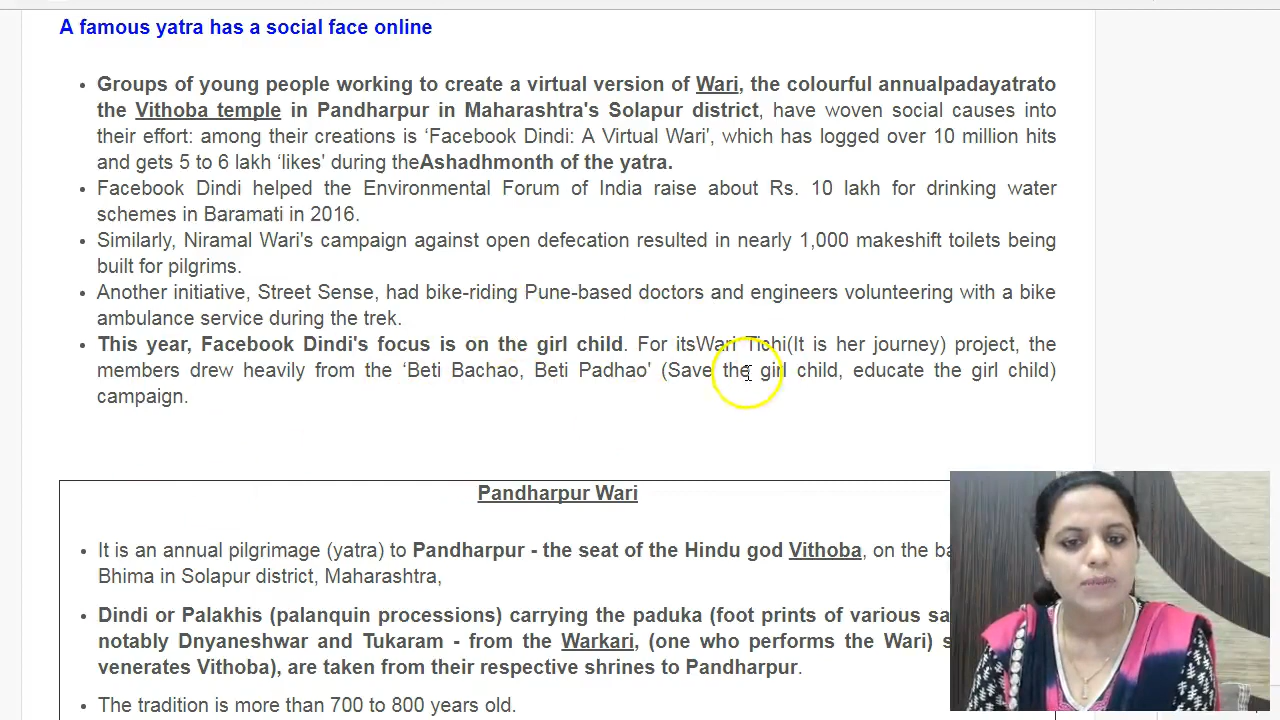 A famous yatra has a social face online
Groups of young people working to create a virtual version of Wari, the colourful annualpadayatrato
the Vithoba temple in Pandharpur in Maharashtra's Solapur district, have woven social causes into
their effort: among their creations is ‘Facebook Dindi: A Virtual Wari', which has logged over 10 million hits
and gets 5 to 6 lakh ‘likes' during theAshadhmonth of the yatra.
Facebook Dindi helped the Environmental Forum of India raise about Rs. 10 lakh for drinking water
schemes in Baramati in 2016.
Similarly, Niramal Wari's campaign against open defecation resulted in nearly 1,000 makeshift toilets being
built for pilgrims.
Another initiative, Street Sense, had bike-riding Pune-based doctors and engineers volunteering with a bike
ambulance service during the trek.
This year, Facebook Dindi's focus is on the girl child. For itsWari Tichi(It is her journey) project, the
members drew heavily from the ‘Beti Bachao, Beti Padhao' (Save the girl child, educate the girl child)
campaign.
Pandharpur Wari
It is an annual pilgrimage (yatra) to Pandharpur - the seat of the Hindu god Vithoba, on the
Bhima in Solapur district, Maharashtra,
Dindi or Palakhis (palanquin processions) carrying the paduka (foot prints of various
notably Dnyaneshwar and Tukaram - from the Warkari, (one who performs the Wari)
venerates Vithoba), are taken from their respective shrines to Pandharpur.
The tradition is more than 700 to 800 years old.